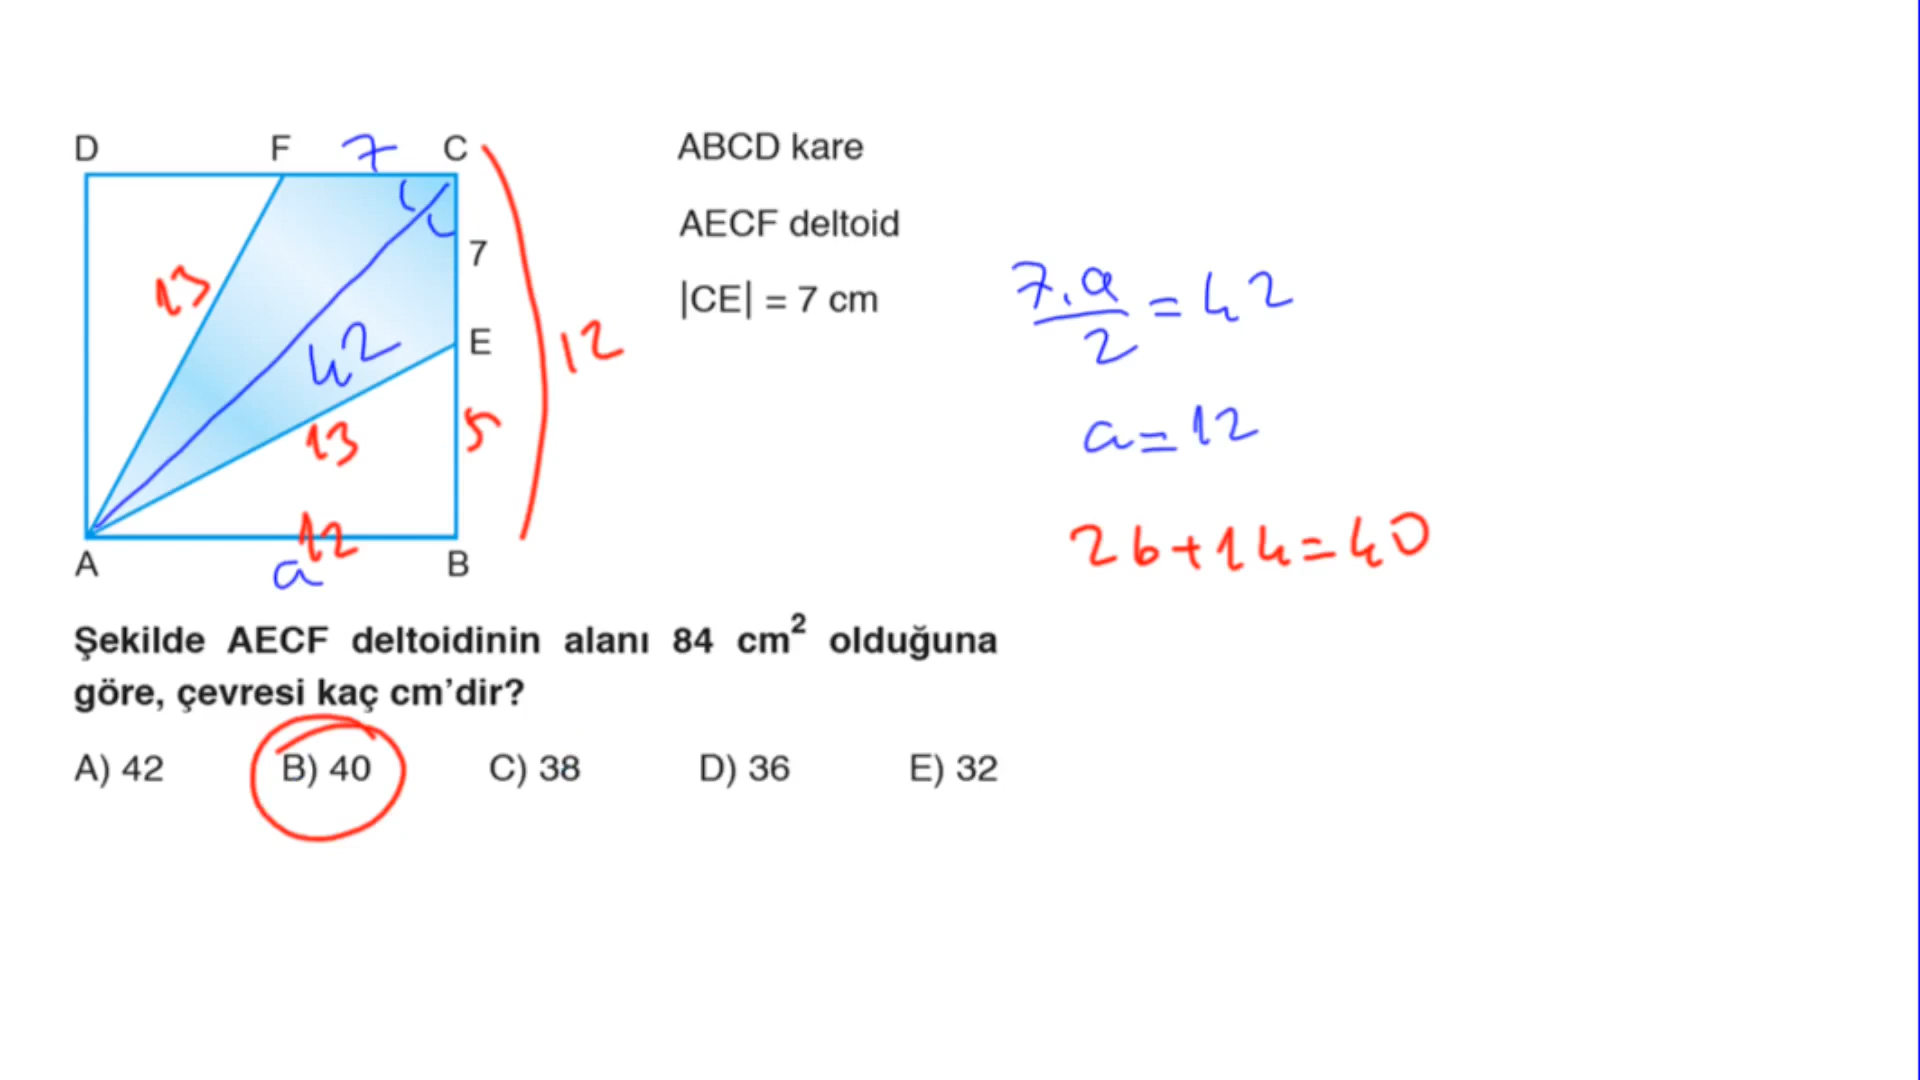 D F 7 C
ABCD kare
AECF deltoid
7
13
|CE| = 7 cm
7.a/2 = 42
42
E
12
13
5
a = 12
12
26+14=40
A a B
Şekilde AECF deltoidinin alanı 84 cm² olduğuna
göre, çevresi kaç cm’dir?
A) 42 B) 40 C) 38 D) 36 E) 32